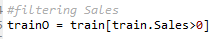 #filtering Sales
trainO = train[train.Sales>0]